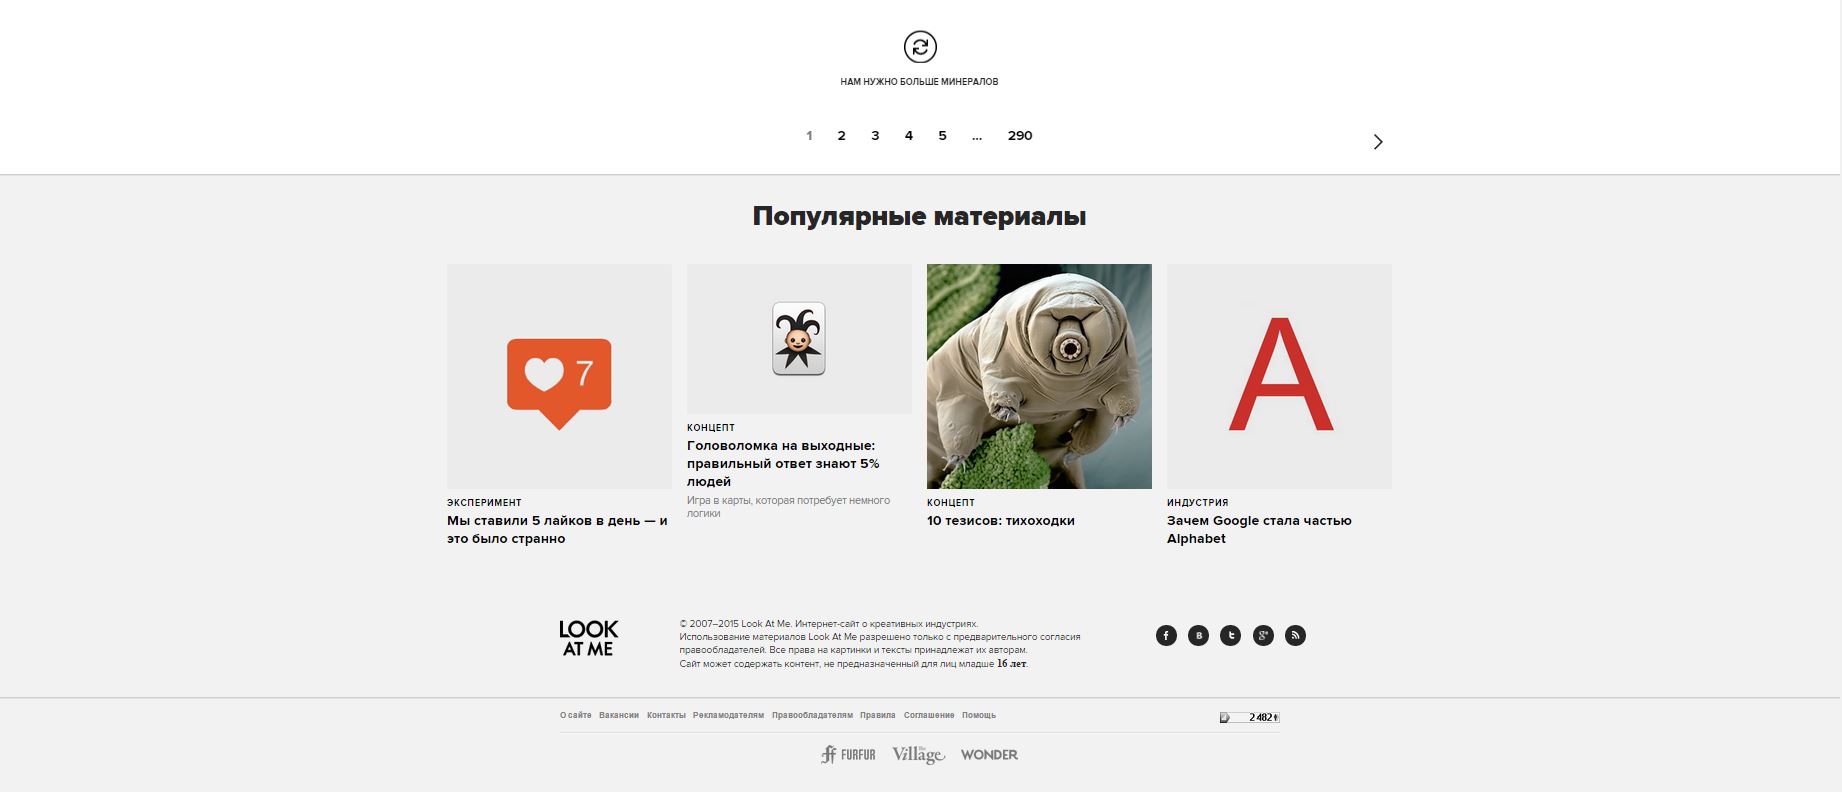 НАМ НУЖНО БОЛЬШЕ МИНЕРАЛОВ
1 2 3 4 5 ... 290
Популярные материалы
7
ЭКСПЕРИМЕНТ
Мы ставили 5 лайков в день — и
это было странно
КОНЦЕПТ
Головоломка на выходные:
правильный ответ знают 5%
людей
Игра в карты, которая потребует немного
логики
КОНЦЕПТ
10 тезисов: тихоходки
A
ИНДУСТРИЯ
Зачем Google стала частью
Alphabet
LOOK
AT ME
© 2007–2015 Look At Me. Интернет-сайт о креативных индустриях.
Использование материалов Look At Me разрешено только с предварительного согласия
правообладателей. Все права на картинки и тексты принадлежат их авторам.
Сайт может содержать контент, не предназначенный для лиц младше 16 лет.
f B t g+
О сайте Вакансии Контакты Рекламодателям Правообладателям Правила Соглашение Помощь
2 482
ff FURFUR The Village WONDER